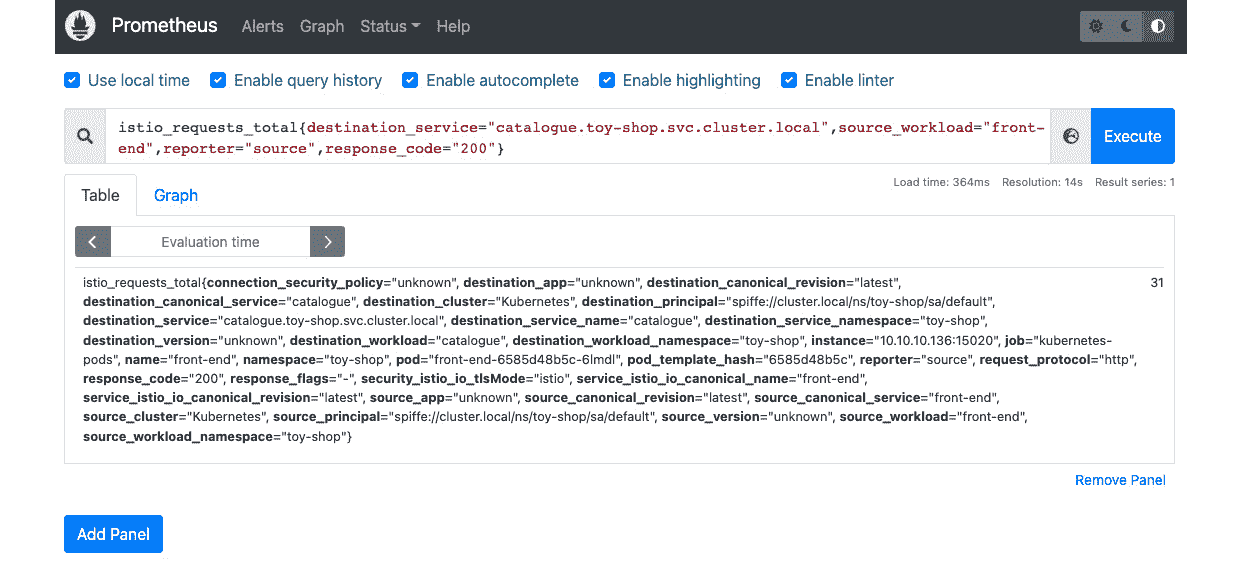 Prometheus Alerts Graph Status Help
Use local time Enable query history Enable autocomplete Enable highlighting Enable linter
istio_requests_total{destination_service="catalogue.toy-shop.svc.cluster.local",source_workload="front-
end",reporter="source",response_code="200"}
Execute
Load time: 364ms Resolution: 14s Result series: 1
Table Graph
Evaluation time
istio_requests_total{connection_security_policy="unknown", destination_app="unknown", destination_canonical_revision="latest", 31
destination_canonical_service="catalogue", destination_cluster="Kubernetes", destination_principal="spiffe://cluster.local/ns/toy-shop/sa/default",
destination_service="catalogue.toy-shop.svc.cluster.local", destination_service_name="catalogue", destination_service_namespace="toy-shop",
destination_version="unknown", destination_workload="catalogue", destination_workload_namespace="toy-shop", instance="10.10.10.136:15020", job="kubernetes-
pods", name="front-end", namespace="toy-shop", pod="front-end-6585d48b5c-6lmdl", pod_template_hash="6585d48b5c", reporter="source", request_protocol="http",
response_code="200", response_flags="-", security_istio_io_tlsMode="istio", service_istio_io_canonical_name="front-end",
service_istio_io_canonical_revision="latest", source_app="unknown", source_canonical_revision="latest", source_canonical_service="front-end",
source_cluster="Kubernetes", source_principal="spiffe://cluster.local/ns/toy-shop/sa/default", source_version="unknown", source_workload="front-end",
source_workload_namespace="toy-shop"}
Remove Panel
Add Panel